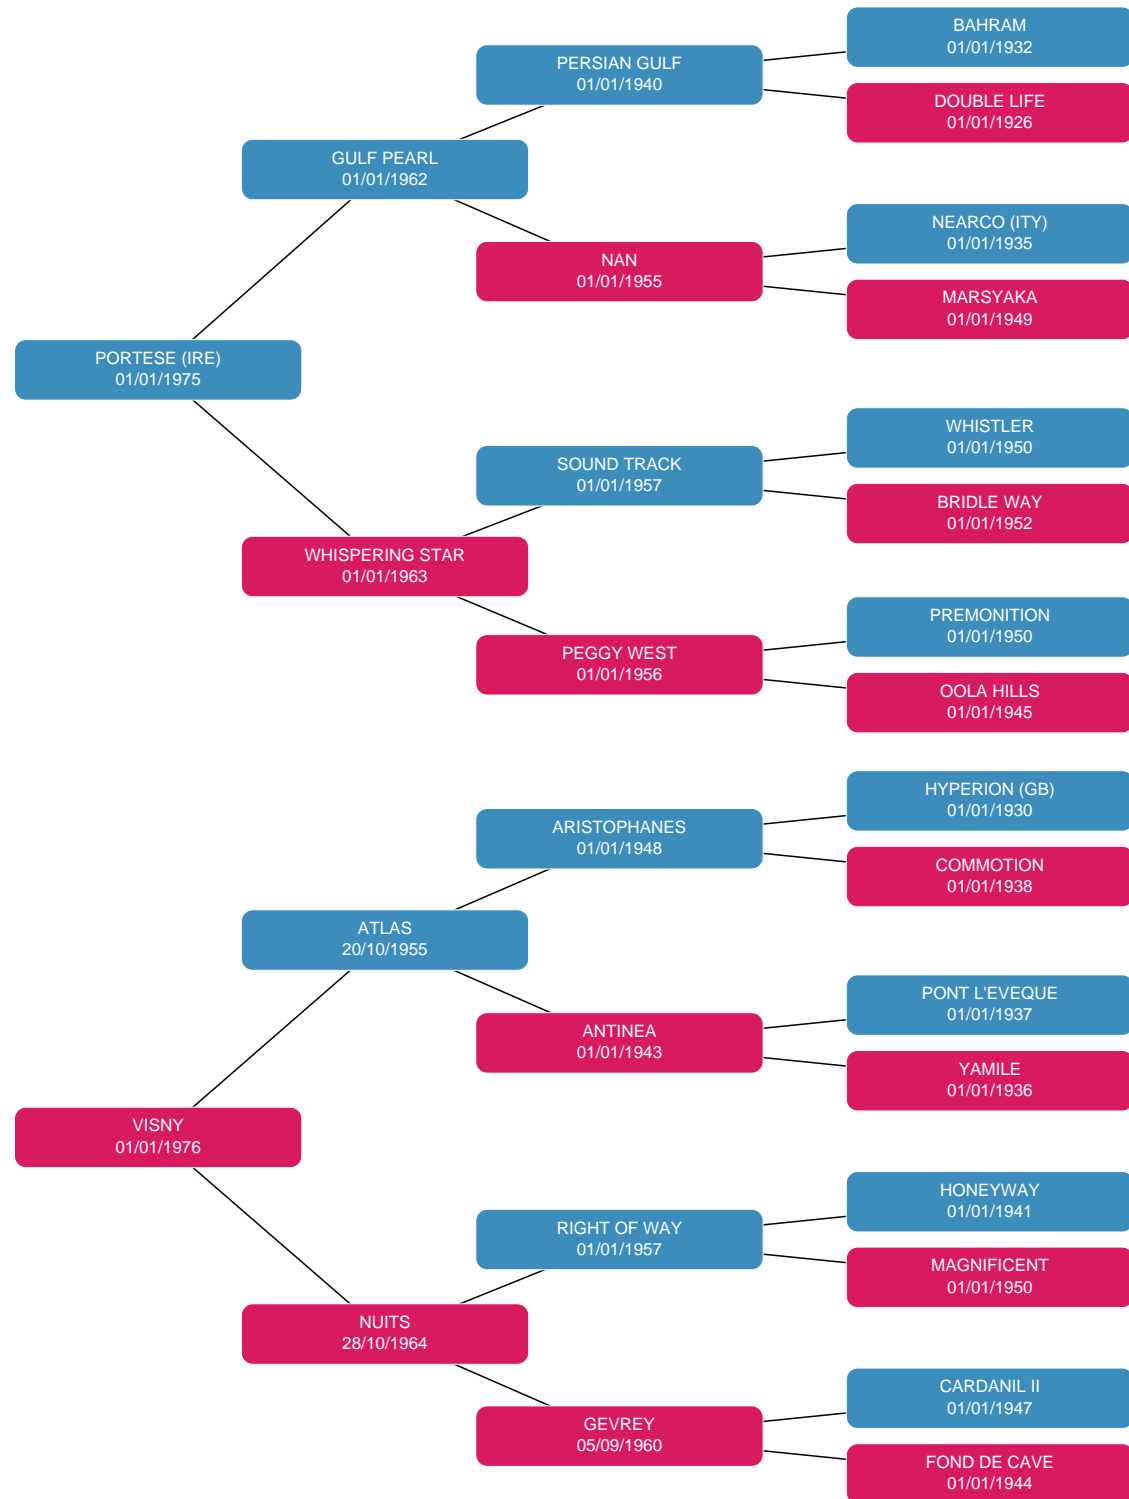 BAHRAM
01/01/1932
PERSIAN GULF
01/01/1940
DOUBLE LIFE
01/01/1926
GULF PEARL
01/01/1962
NEARCO (ITY)
01/01/1935
NAN
01/01/1955
MARSYAKA
01/01/1949
PORTESE (IRE)
01/01/1975
WHISTLER
01/01/1950
SOUND TRACK
01/01/1957
BRIDLE WAY
01/01/1952
WHISPERING STAR
01/01/1963
PREMONITION
01/01/1950
PEGGY WEST
01/01/1956
OOLA HILLS
01/01/1945
HYPERION (GB)
01/01/1930
ARISTOPHANES
01/01/1948
COMMOTION
01/01/1938
ATLAS
20/10/1955
PONT L'EVEQUE
01/01/1937
ANTINEA
01/01/1943
YAMILE
01/01/1936
VISNY
01/01/1976
HONEYWAY
01/01/1941
RIGHT OF WAY
01/01/1957
MAGNIFICENT
01/01/1950
NUITS
28/10/1964
CARDANIL II
01/01/1947
GEVREY
05/09/1960
FOND DE CAVE
01/01/1944